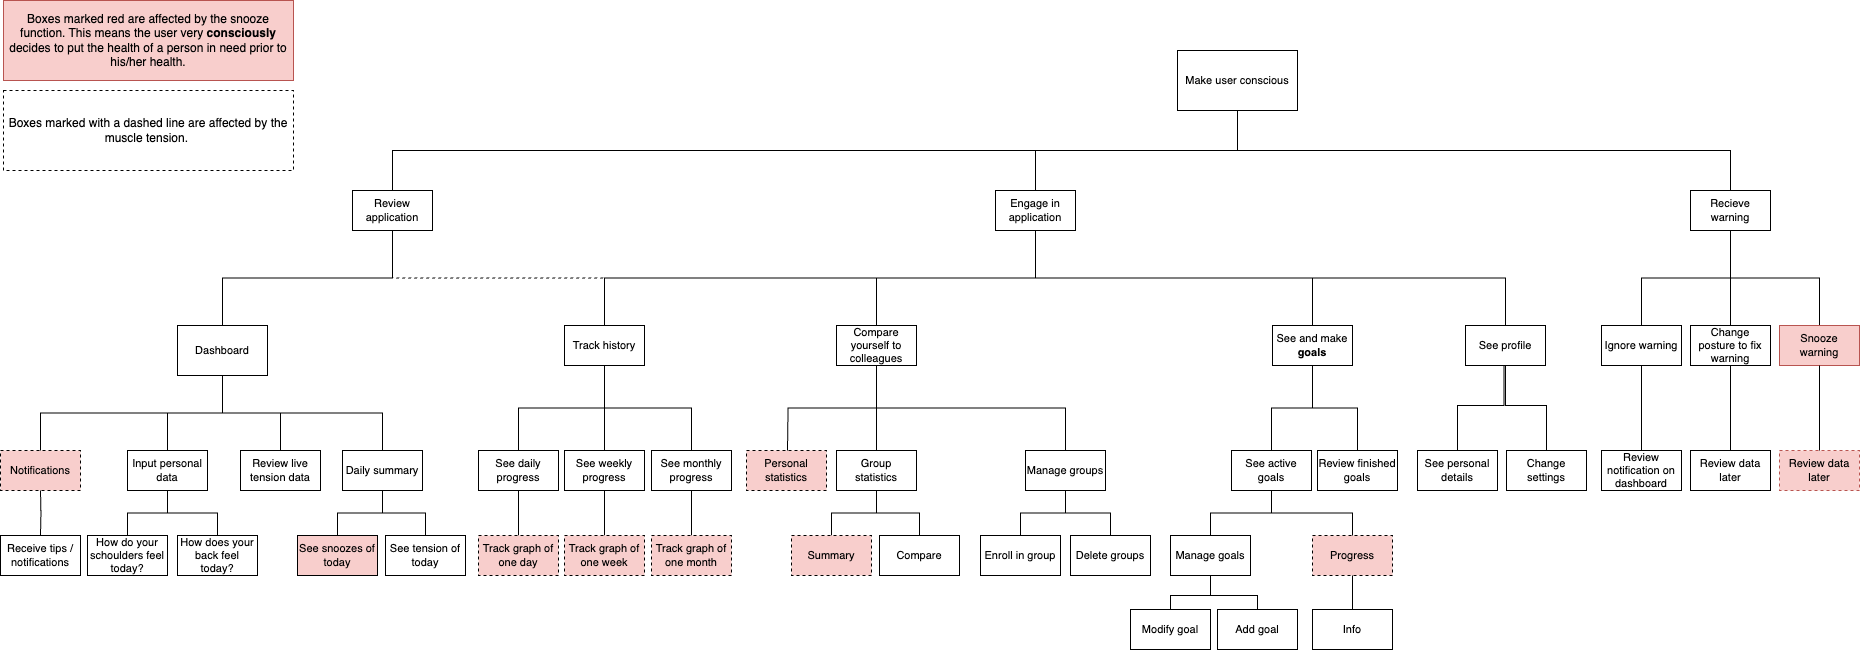 Boxes marked red are affected by the snooze
function. This means the user very consciously
decides to put the health of a person in need prior to
his/her health.
Boxes marked with a dashed line are affected by the
muscle tension.
Make user conscious
Review
application
Engage in
application
Recieve
warning
Dashboard
Track history
Compare
yourself to
colleagues
See and make
goals
See profile
Ignore warning
Change
posture to fix
warning
Snooze
warning
Notifications
Input personal
data
Review live
tension data
Daily summary
See daily
progress
See weekly
progress
See monthly
progress
Personal
statistics
Group
statistics
Manage groups
See active
goals
Review finished
goals
See personal
details
Change
settings
Review
notification on
dashboard
Review data
later
Review data
later
Receive tips /
notifications
How do your
schoulders feel
today?
How does your
back feel
today?
See snoozes of
today
See tension of
today
Track graph of
one day
Track graph of
one week
Track graph of
one month
Summary
Compare
Enroll in group
Delete groups
Manage goals
Progress
Modify goal
Add goal
Info